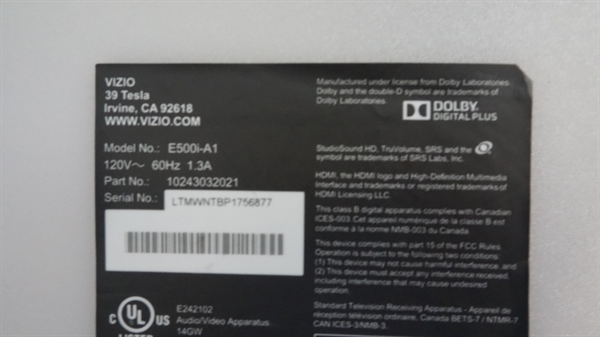 VIZIO
39 Tesla
Irvine, CA 92618
WWW.VIZIO.COM
Model No.: E500i-A1
120V～ 60Hz 1.3A
Part No.: 10243032021
Serial No.:
LTMWNTBP1756877
C UL US
LISTED
E242102
Audio/Video Apparatus
14GW
Manufactured under license from Dolby Laboratories.
Dolby and the double-D symbol are trademarks of
Dolby Laboratories.
DOLBY
DIGITAL PLUS
StudioSound HD, TruVolume, SRS and the
symbol are trademarks of SRS Labs, Inc.
HDMI, the HDMI logo and High-Definition Multimedia
Interface and trademarks or registered trademarks of
HDMI
This class B digital apparatus complies with Canadian
ICES-003 Cet appareil numérique de la classe B est
conforme à la norme NMB-003 du Canada.
This device complies with part 15 of the FCC Rules.
Operation is subject to the following two conditions:
(1) This device may not cause harmful interference, and
(2) This device must accept any interference received,
including interference that may cause undesired
Standard Television Receiving Apparatus - Appareil de
réception télévision ordinaire, Canada BETS-7 / NTMR-7
CAN ICES-3/NMB-3.